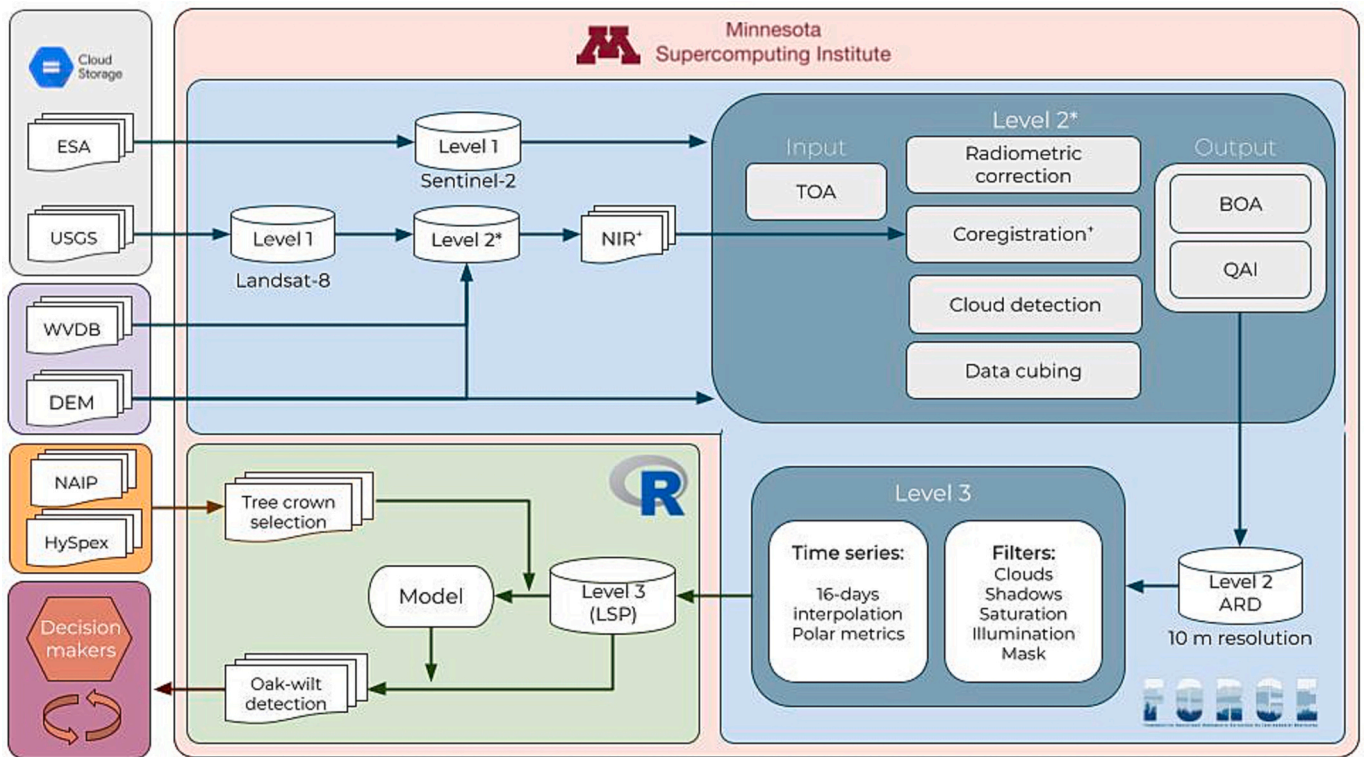 Minnesota
Supercomputing Institute
Cloud
Storage
ESA
Level 1
Sentinel-2
USGS
Level 1
Landsat-8
Level 2*
NIR⁺
WVDB
DEM
Level 2*
Input
TOA
Radiometric
correction
Coregistration⁺
Cloud detection
Data cubing
Output
BOA
QAI
NAIP
HySpex
Tree crown
selection
R
Model
Level 3
(LSP)
Oak-wilt
detection
Decision
makers
Level 3
Time series:
16-days
interpolation
Polar metrics
Filters:
Clouds
Shadows
Saturation
Illumination
Mask
Level 2
ARD
10 m resolution
FORCE